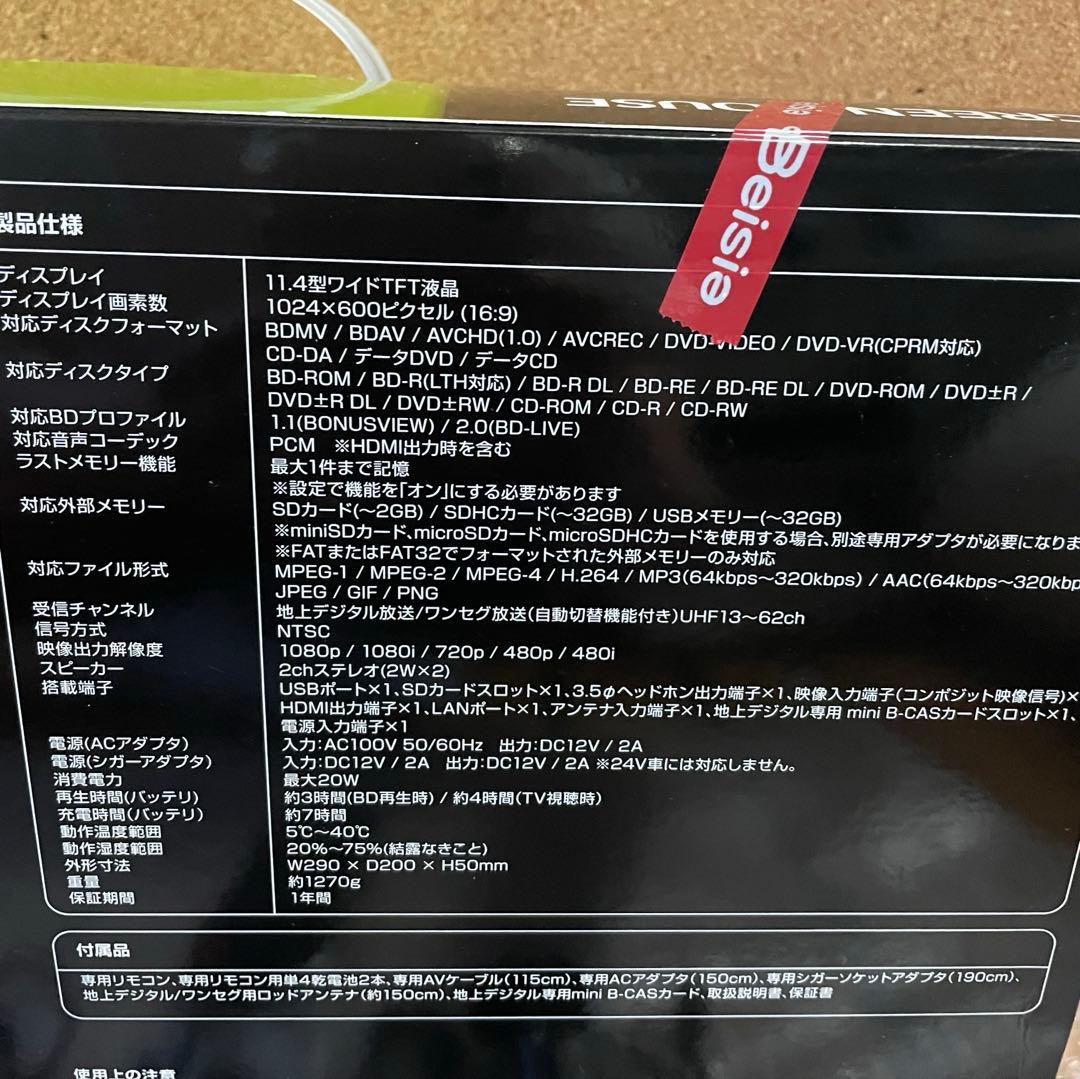 GREEN HOUSE
Beisia
製品仕様
ディスプレイ 11.4型ワイドTFT液晶
ディスプレイ画素数 1024×600ピクセル (16:9)
対応ディスクフォーマット BDMV / BDAV / AVCHD(1.0) / AVCREC / DVD-VIDEO / DVD-VR(CPRM対応)
CD-DA / データDVD / データCD
対応ディスクタイプ BD-ROM / BD-R(LTH対応) / BD-R DL / BD-RE / BD-RE DL / DVD-ROM / DVD±R /
DVD±R DL / DVD±RW / CD-ROM / CD-R / CD-RW
対応BDプロファイル 1.1(BONUSVIEW) / 2.0(BD-LIVE)
対応音声コーデック PCM ※HDMI出力時を含む
ラストメモリー機能 最大1件まで記憶
※設定で機能を「オン」にする必要があります
対応外部メモリー SDカード(～2GB) / SDHCカード(～32GB) / USBメモリー(～32GB)
※miniSDカード、microSDカード、microSDHCカードを使用する場合、別途専用アダプタが必要になりま
※FATまたはFAT32でフォーマットされた外部メモリーのみ対応
対応ファイル形式 MPEG-1 / MPEG-2 / MPEG-4 / H.264 / MP3(64kbps～320kbps) / AAC(64kbps～320kbp
JPEG / GIF / PNG
受信チャンネル 地上デジタル放送/ワンセグ放送(自動切替機能付き)UHF13～62ch
信号方式 NTSC
映像出力解像度 1080p / 1080i / 720p / 480p / 480i
スピーカー 2chステレオ(2W×2)
搭載端子 USBポート×1、SDカードスロット×1、3.5φヘッドホン出力端子×1、映像入力端子(コンポジット映像信号)×
HDMI出力端子×1、LANポート×1、アンテナ入力端子×1、地上デジタル専用 mini B-CASカードスロット×1、
電源入力端子×1
電源(ACアダプタ) 入力:AC100V 50/60Hz 出力:DC12V / 2A
電源(シガーアダプタ) 入力:DC12V / 2A 出力:DC12V / 2A ※24V車には対応しません。
消費電力 最大20W
再生時間(バッテリ) 約3時間(BD再生時) / 約4時間(TV視聴時)
充電時間(バッテリ) 約7時間
動作温度範囲 5℃～40℃
動作湿度範囲 20%～75%(結露なきこと)
外形寸法 W290 × D200 × H50mm
重量 約1270g
保証期間 1年間
付属品
専用リモコン、専用リモコン用単4乾電池2本、専用AVケーブル(115cm)、専用ACアダプタ(150cm)、専用シガーソケットアダプタ(190cm)、
地上デジタル/ワンセグ用ロッドアンテナ(約150cm)、地上デジタル専用mini B-CASカード、取扱説明書、保証書
使用上の注意